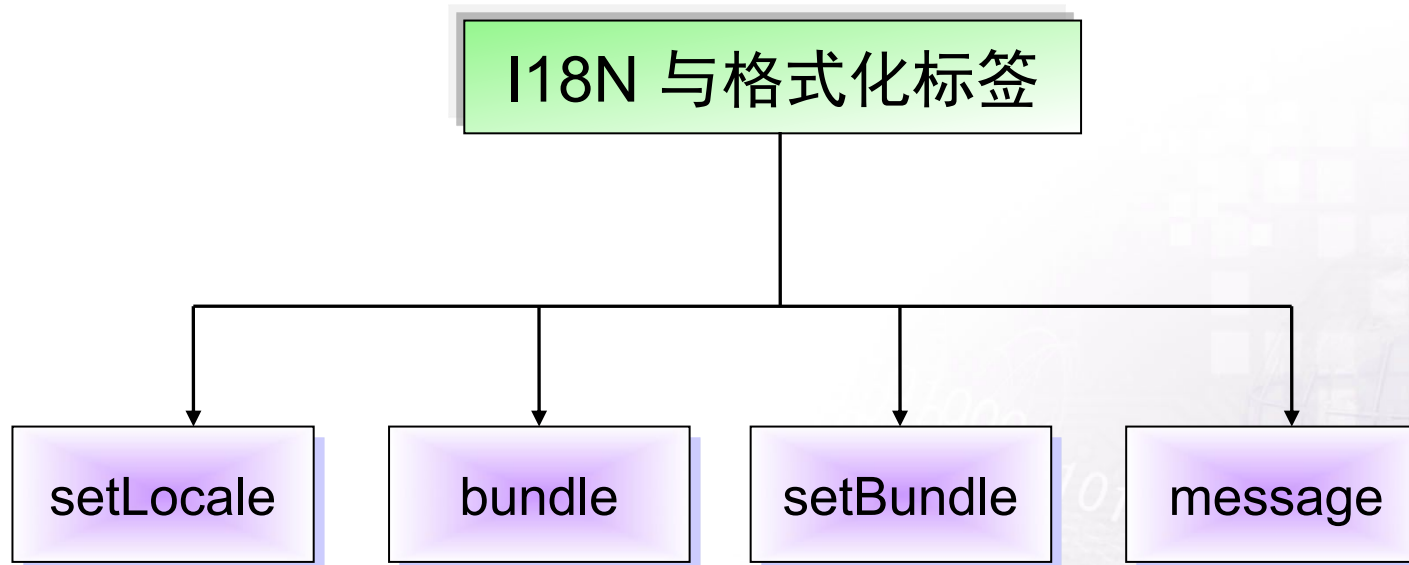 I18N 与格式化标签
setLocale
bundle
setBundle
message